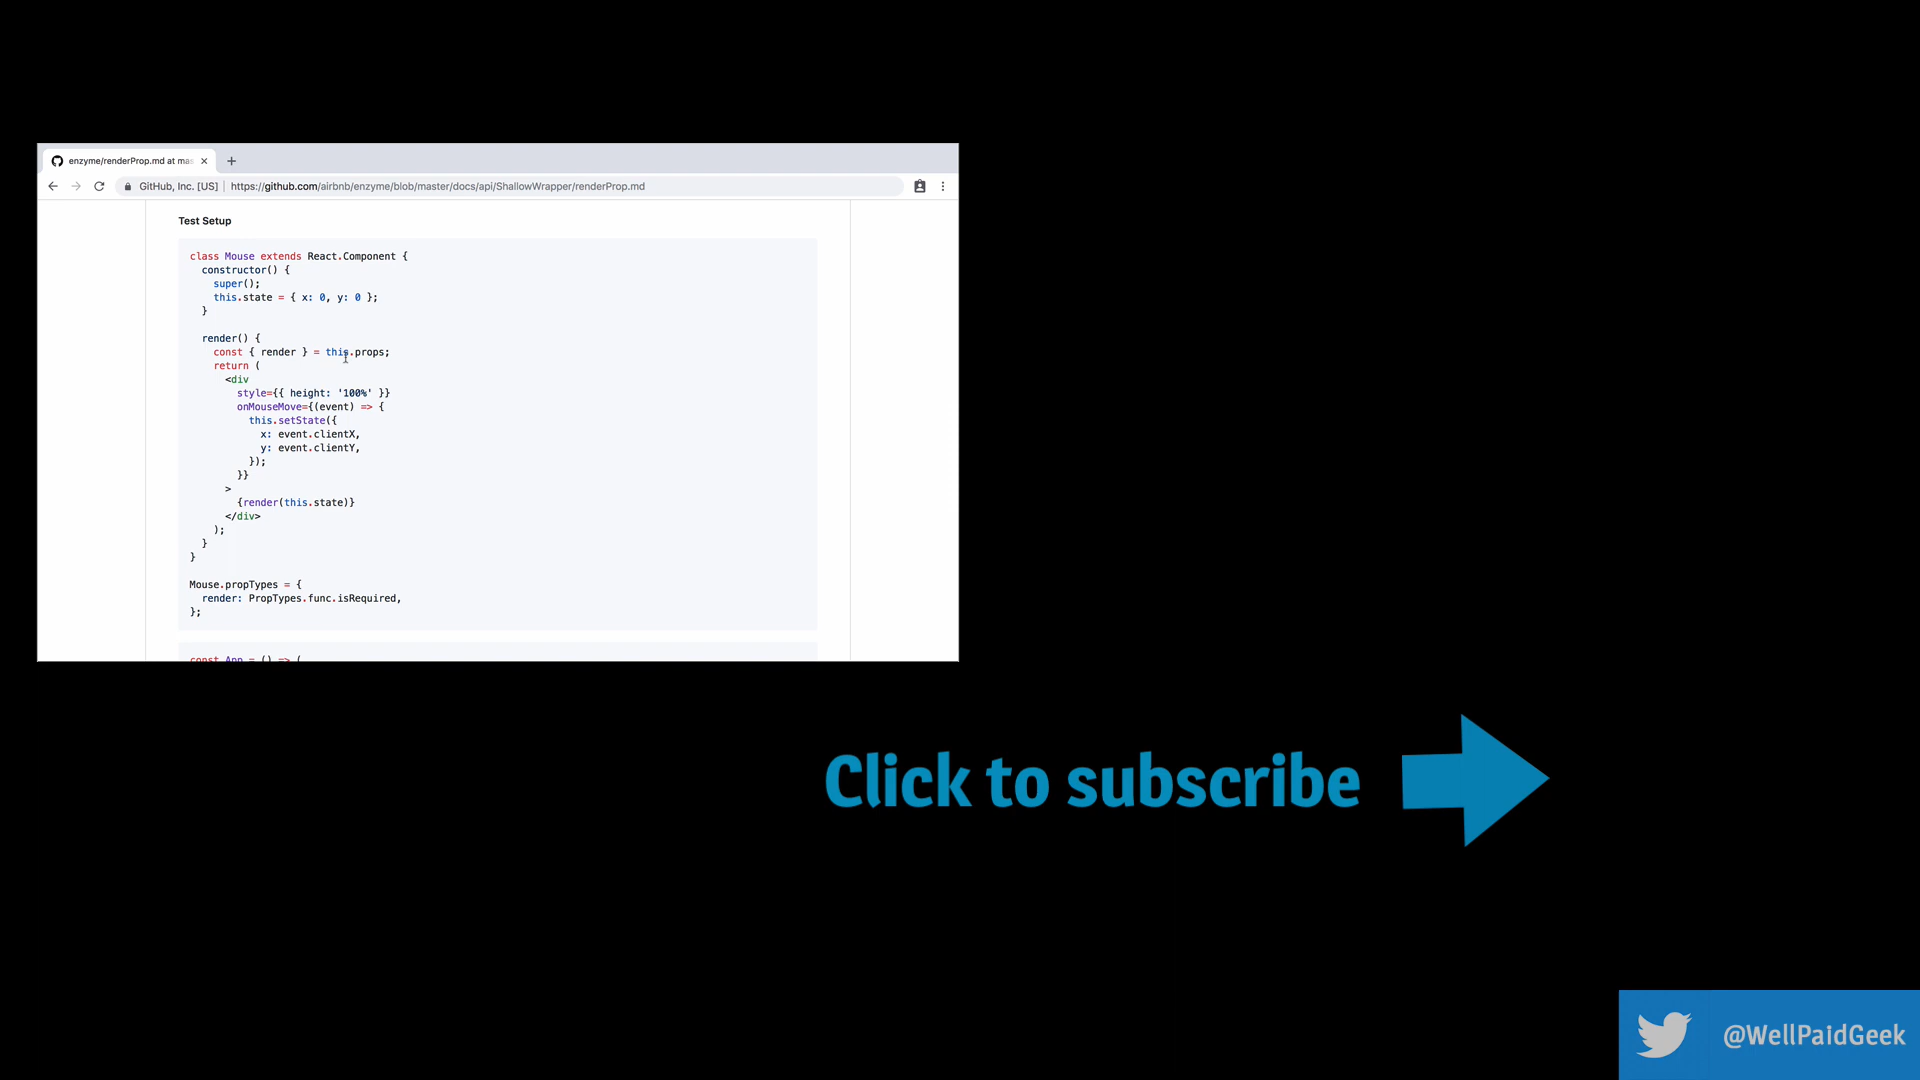 enzyme/renderProp.md at mas
GitHub, Inc. [US] | https://github.com/airbnb/enzyme/blob/master/docs/api/ShallowWrapper/renderProp.md
Test Setup
class Mouse extends React.Component {
  constructor() {
    super();
    this.state = { x: 0, y: 0 };
  }
  render() {
    const { render } = this.props;
    return (
      <div
        style={{ height: '100%' }}
        onMouseMove={(event) => {
          this.setState({
            x: event.clientX,
            y: event.clientY,
          });
        }}
      >
        {render(this.state)}
      </div>
    );
  }
}
Mouse.propTypes = {
  render: PropTypes.func.isRequired,
};
const App = () => (
Click to subscribe
@WellPaidGeek